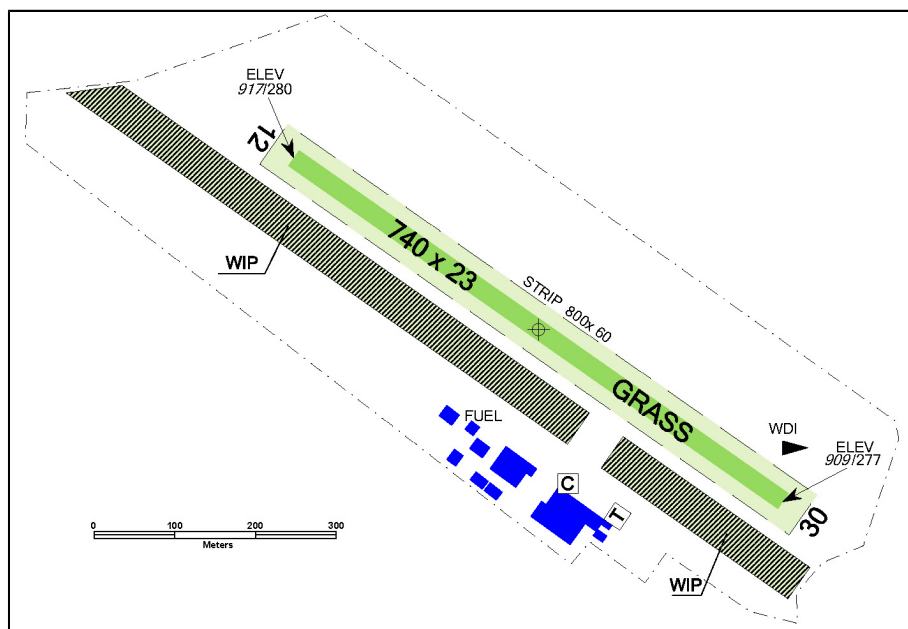 ELEV
917/280
12
740 x 23
WIP
STRIP 800x 60
GRASS
FUEL
WDI
ELEV
909/277
C
T
30
0 100 200 300
Meters
WIP